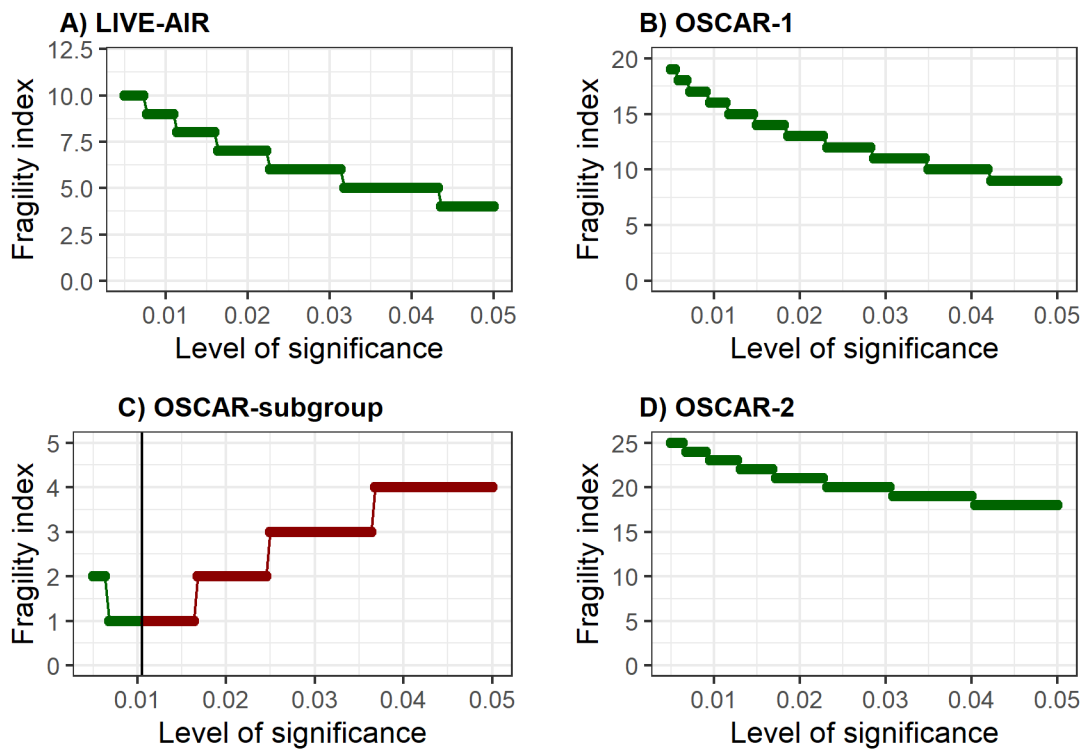 A) LIVE-AIR
12.5
10.0
7.5
5.0
2.5
0.0
Fragility index
0.01 0.02 0.03 0.04 0.05
Level of significance
B) OSCAR-1
20
15
10
5
0
Fragility index
0.01 0.02 0.03 0.04 0.05
Level of significance
C) OSCAR-subgroup
5
4
3
2
1
0
Fragility index
0.01 0.02 0.03 0.04 0.05
Level of significance
D) OSCAR-2
25
20
15
10
5
0
Fragility index
0.01 0.02 0.03 0.04 0.05
Level of significance